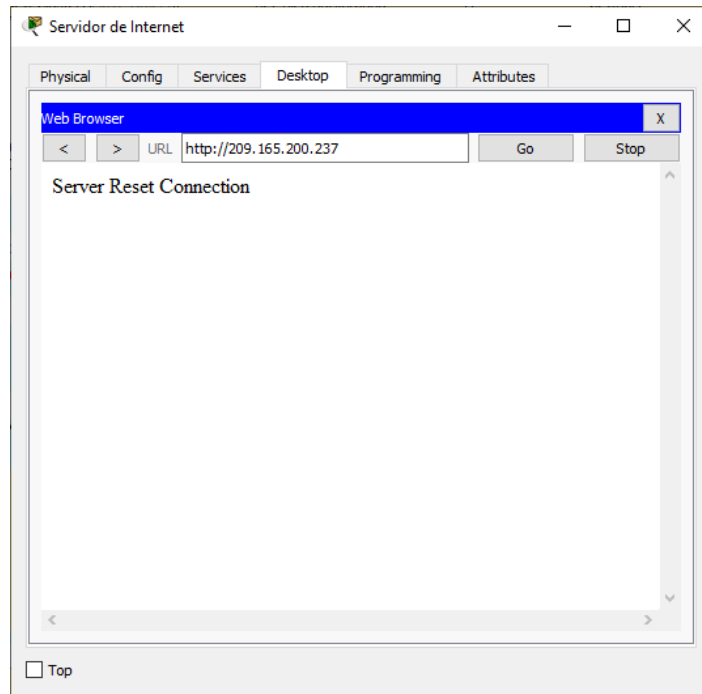 Servidor de Internet
Physical Config Services Desktop Programming Attributes
Web Browser X
< > URL http://209.165.200.237 Go Stop
Server Reset Connection
Top